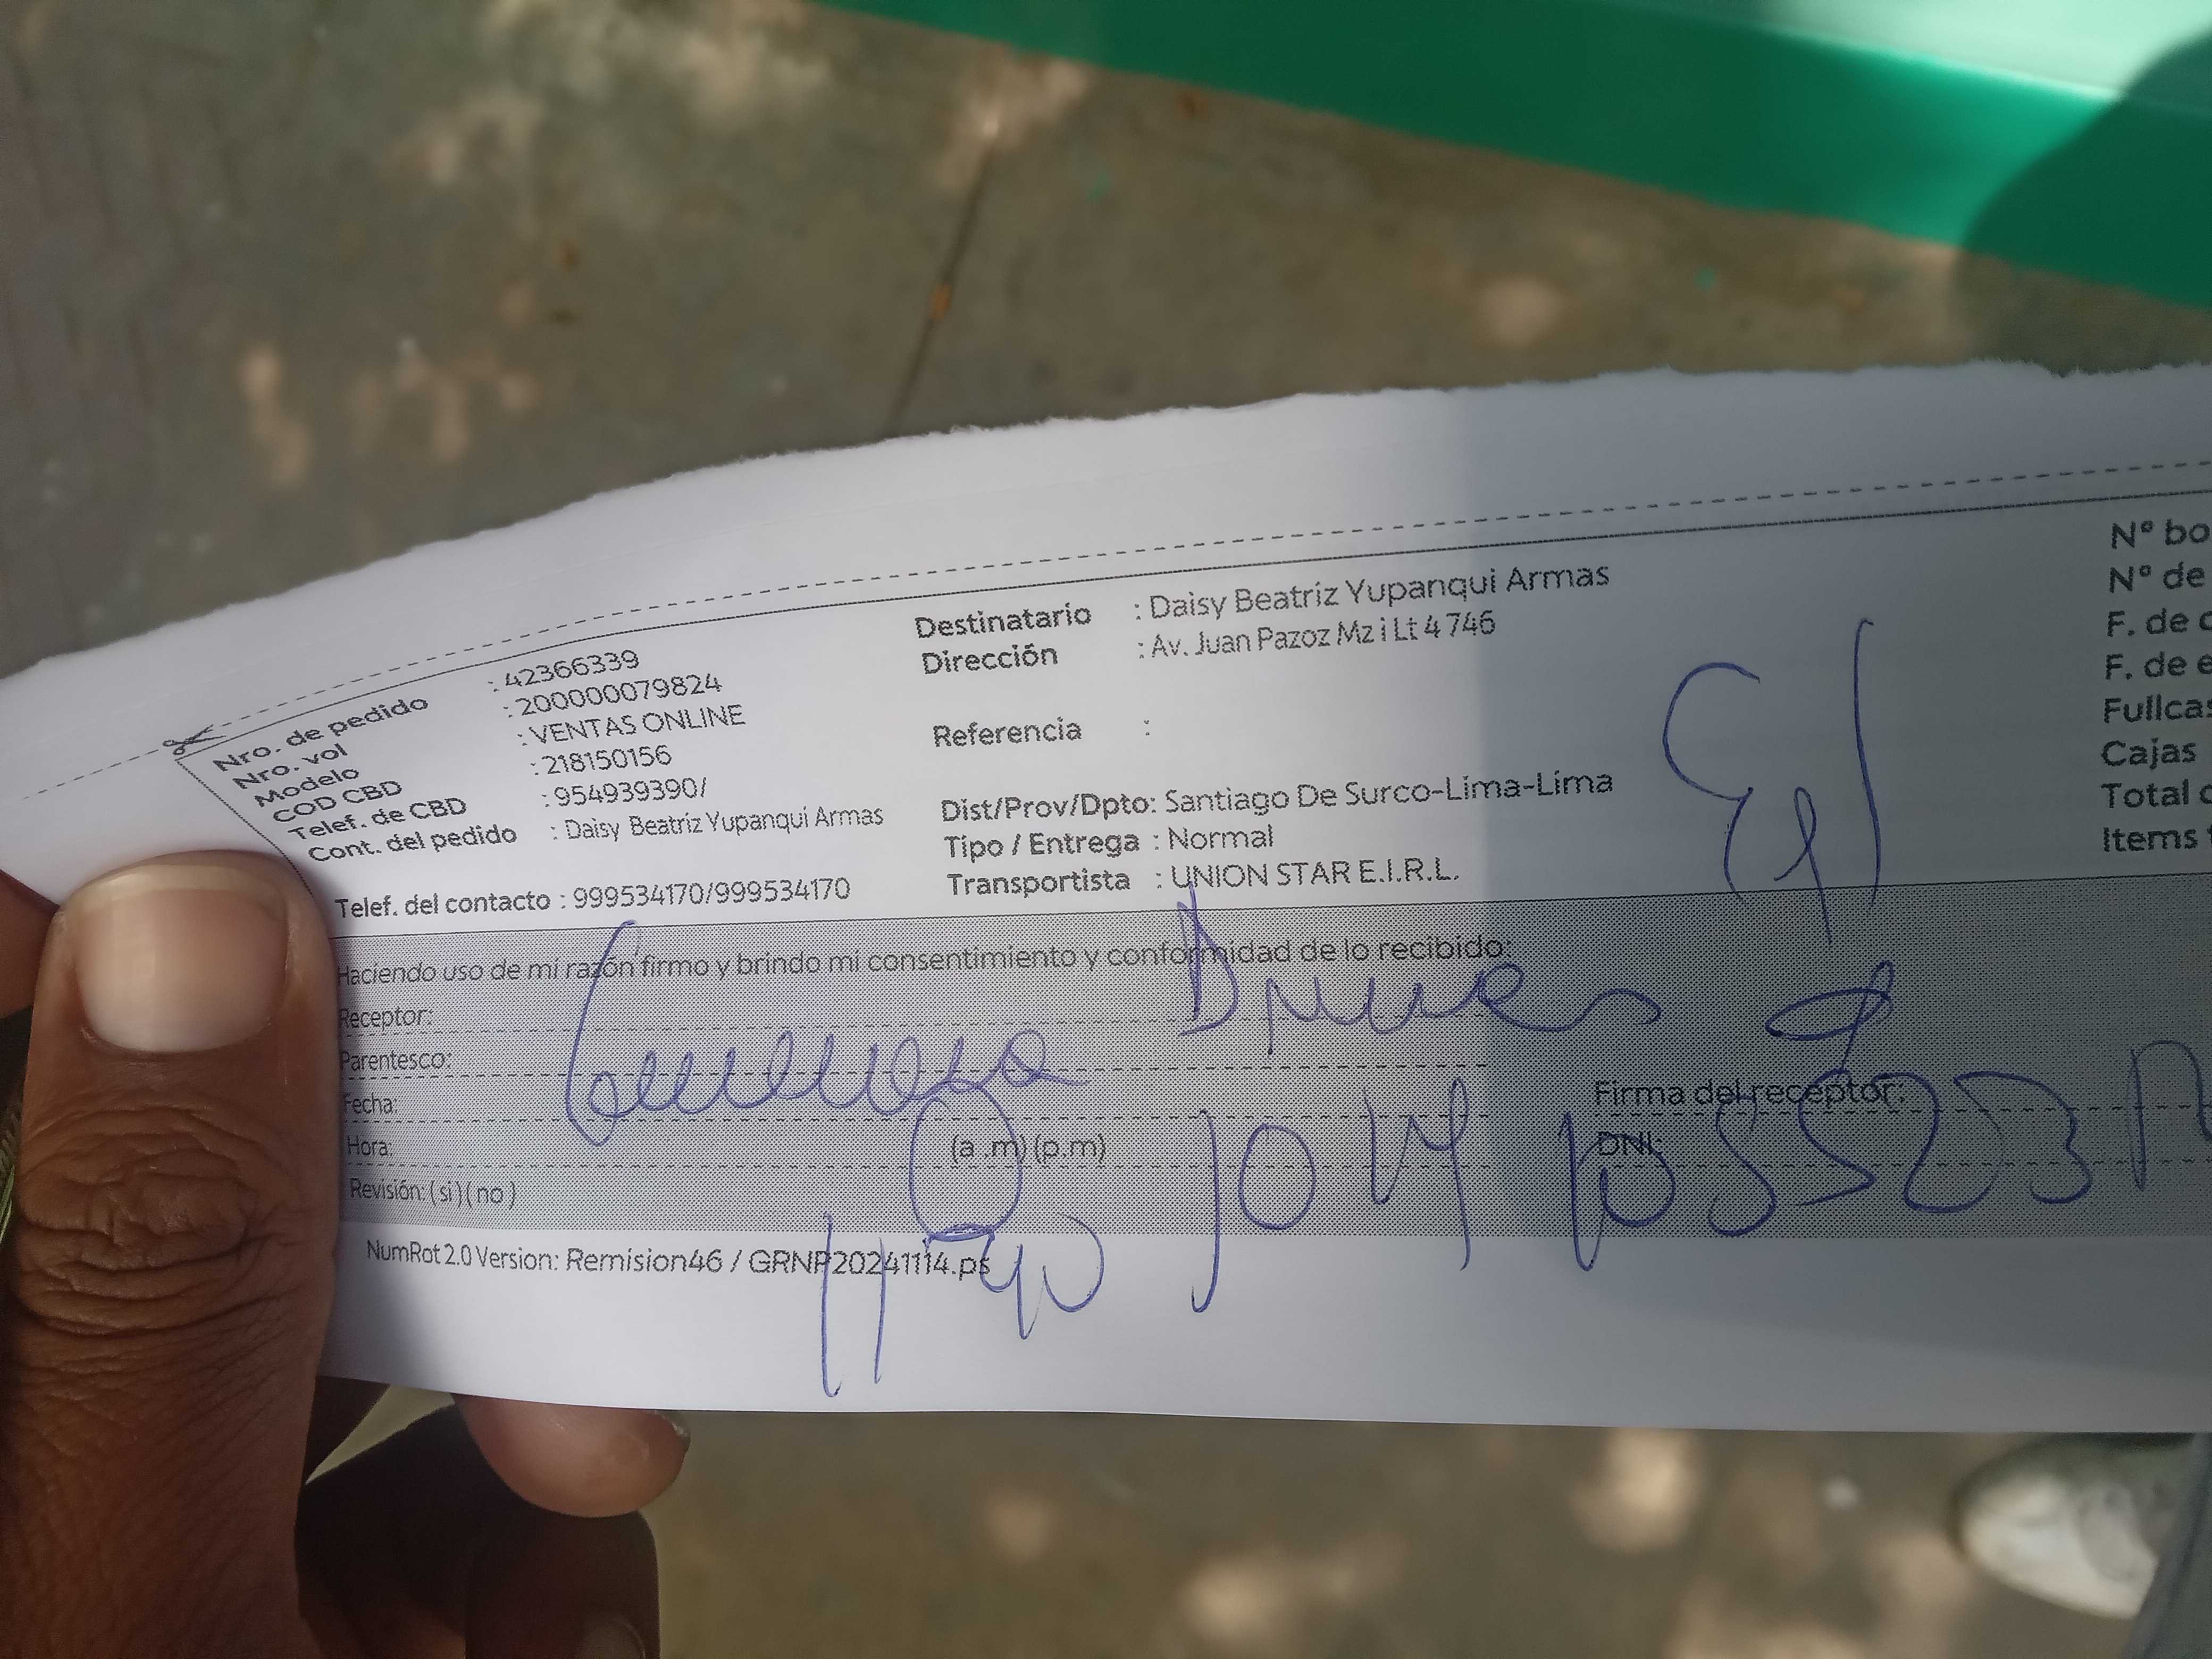 Nro. de pedido : 42366339
Nro. vol : 200000079824
Modelo : VENTAS ONLINE
COD CBD : 218150156
Telef. de CBD : 954939390/
Cont. del pedido : Daisy Beatriz Yupanqui Armas
Telef. del contacto : 999534170/999534170
Destinatario : Daisy Beatriz Yupanqui Armas
Dirección : Av. Juan Pazoz Mz i Lt 4 746
Referencia :
Dist/Prov/Dpto: Santiago De Surco-Lima-Lima
Tipo / Entrega : Normal
Transportista : UNION STAR E.I.R.L.
N° bo
N° de
F. de c
F. de e
Fullcas
Cajas
Total c
Items
Haciendo uso de mi razón firmo y brindo mi consentimiento y conformidad de lo recibido:
Receptor:
Parentesco:
Fecha:
Hora: (a .m) (p.m)
Revisión: ( si ) ( no )
Firma del receptor:
DNI:
NumRot 2.0 Version: Remision46 / GRNP20241114.ps